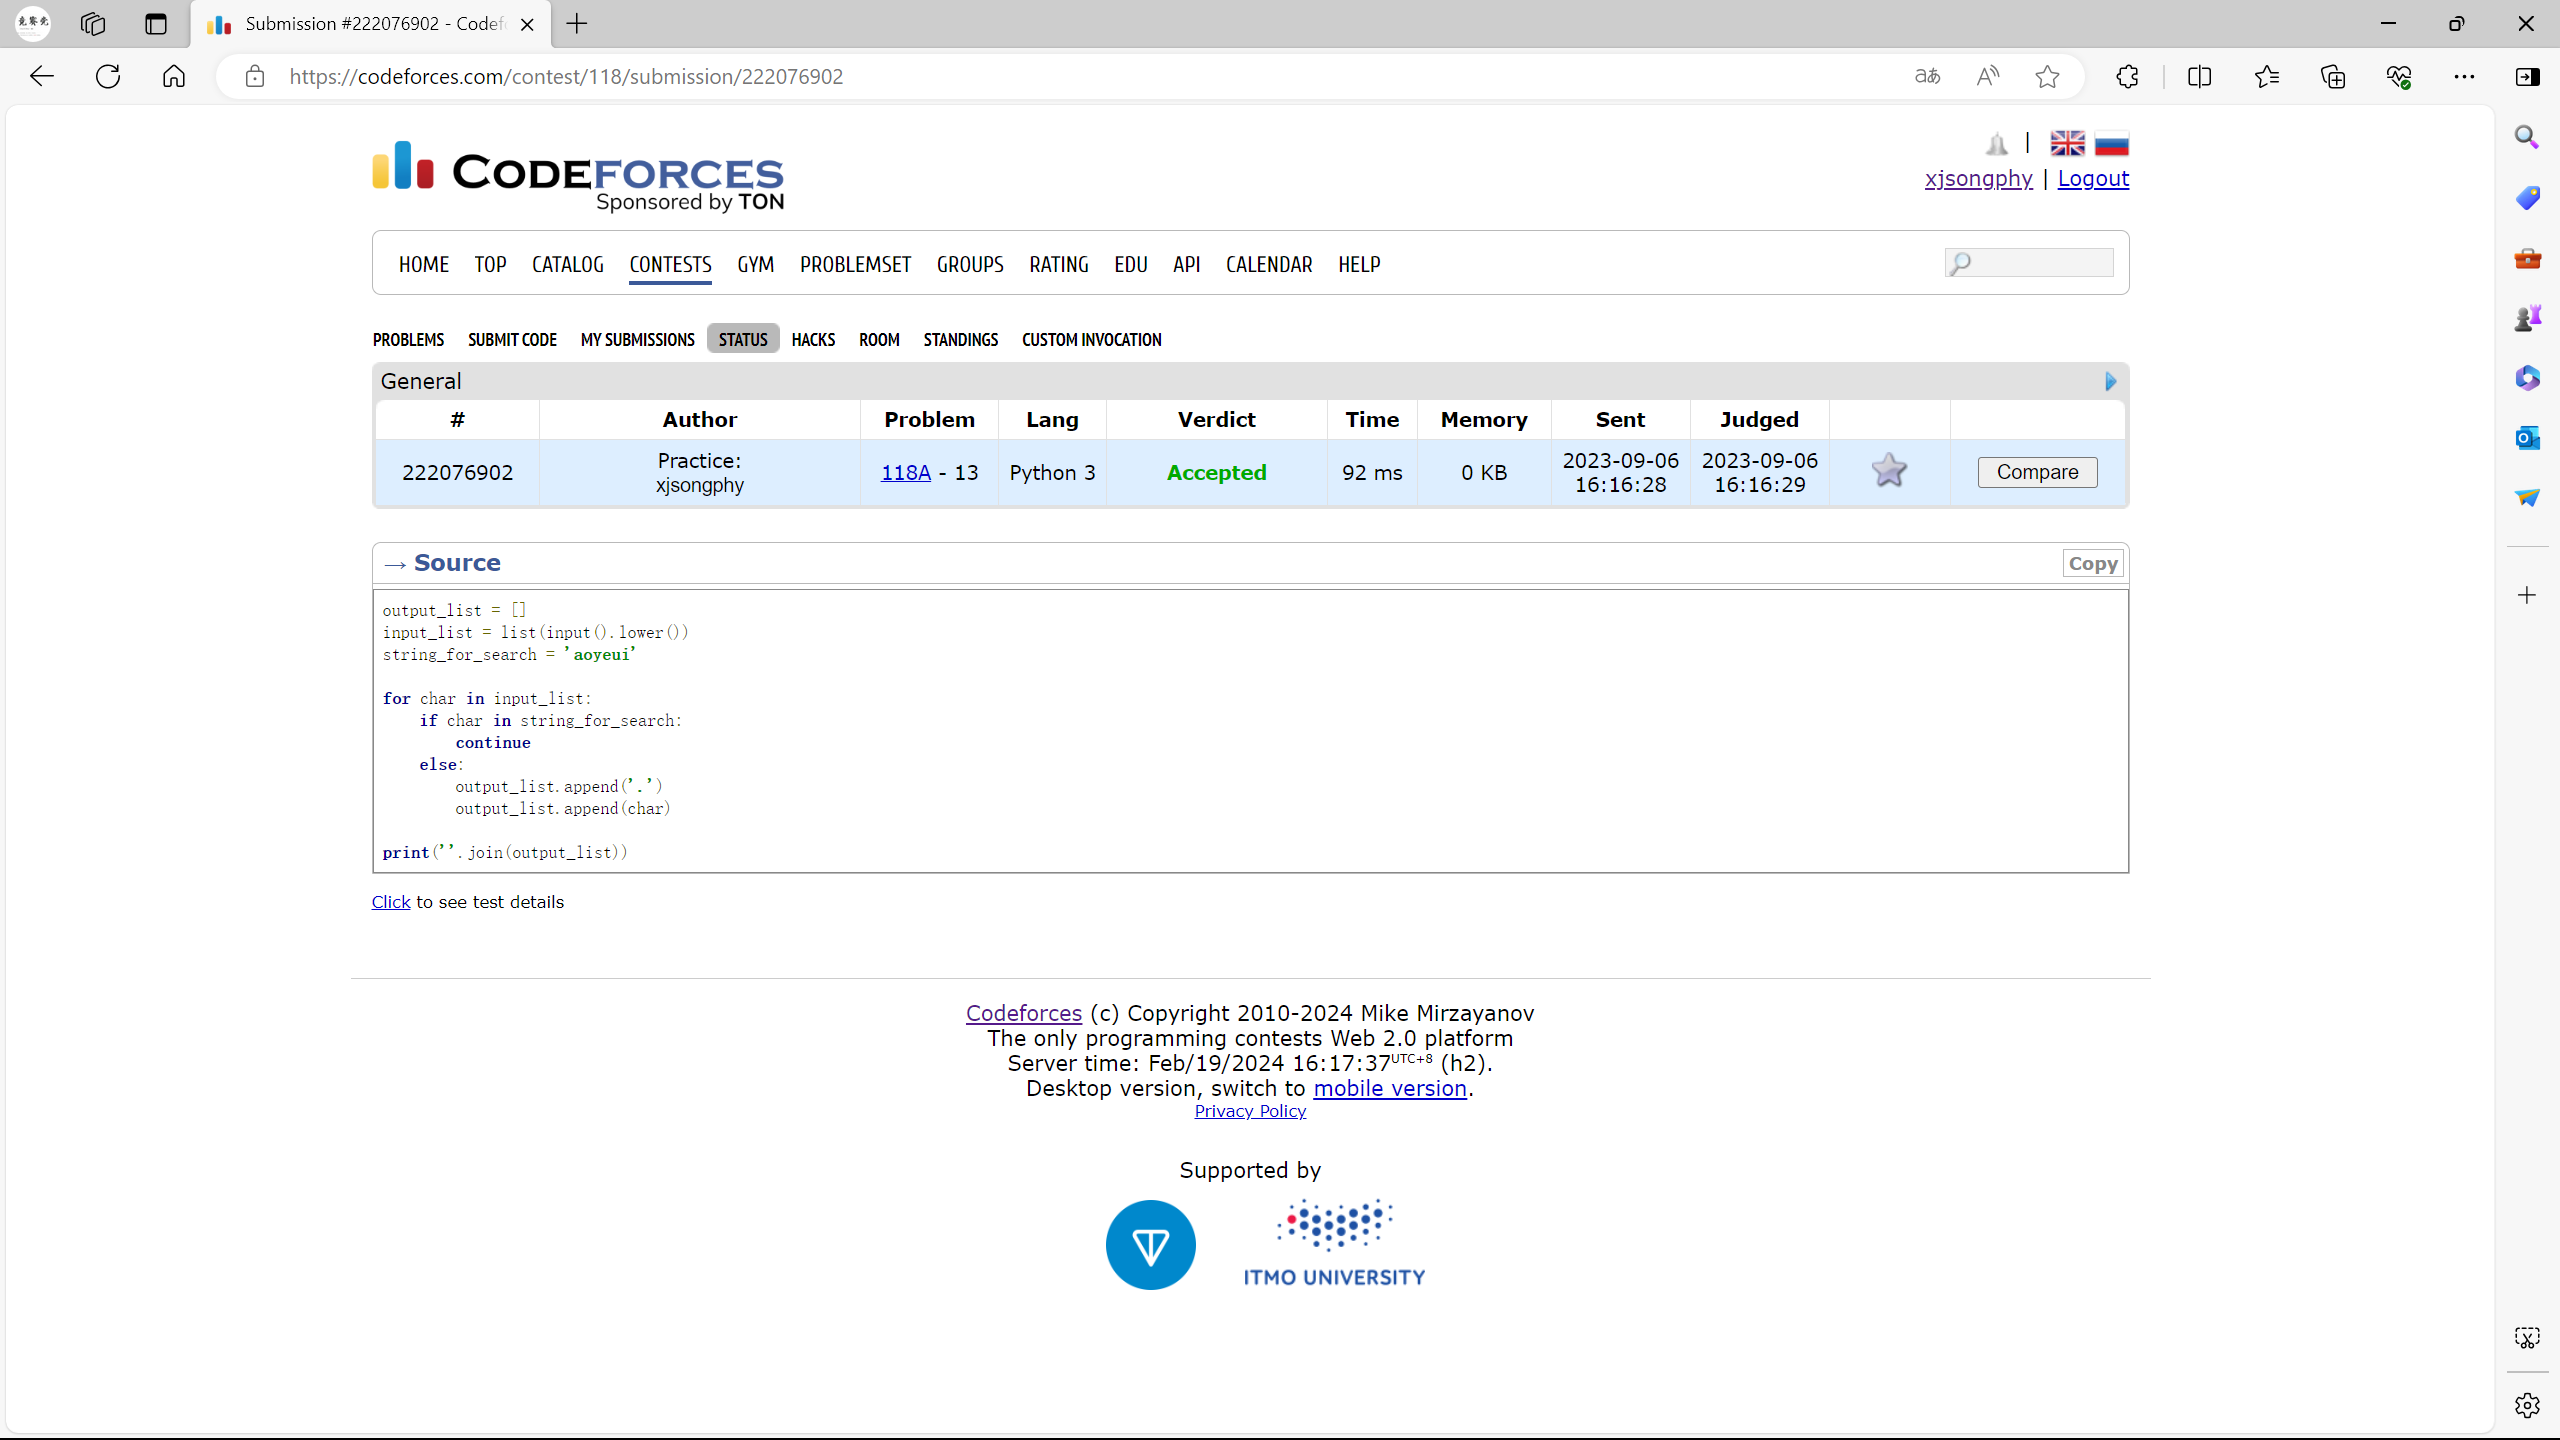 Submission #222076902 - Codef
https://codeforces.com/contest/118/submission/222076902
CODEFORCES
Sponsored by TON
|
xjsongphy | Logout
HOME TOP CATALOG CONTESTS GYM PROBLEMSET GROUPS RATING EDU API CALENDAR HELP
PROBLEMS SUBMIT CODE MY SUBMISSIONS STATUS HACKS ROOM STANDINGS CUSTOM INVOCATION
General
# Author Problem Lang Verdict Time Memory Sent Judged
222076902 Practice: xjsongphy 118A - 13 Python 3 Accepted 92 ms 0 KB 2023-09-06 16:16:28 2023-09-06 16:16:29 Compare
→ Source Copy
output_list = []
input_list = list(input().lower())
string_for_search = 'aoyeui'
for char in input_list:
    if char in string_for_search:
        continue
    else:
        output_list.append('.')
        output_list.append(char)
print(''.join(output_list))
Click to see test details
Codeforces (c) Copyright 2010-2024 Mike Mirzayanov
The only programming contests Web 2.0 platform
Server time: Feb/19/2024 16:17:37UTC+8 (h2).
Desktop version, switch to mobile version.
Privacy Policy
Supported by
ITMO UNIVERSITY